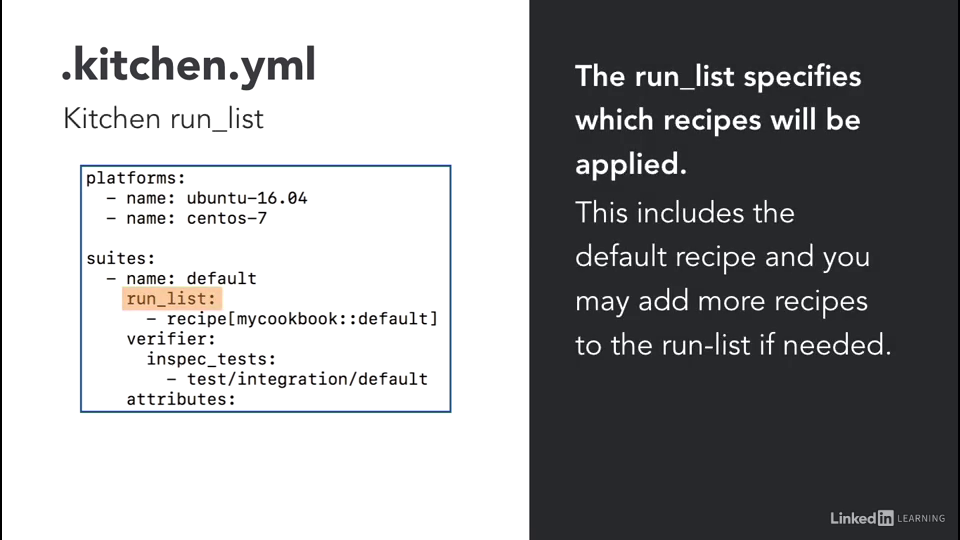 .kitchen.yml
Kitchen run_list
platforms:
  - name: ubuntu-16.04
  - name: centos-7
suites:
  - name: default
    run_list:
      - recipe[mycookbook::default]
    verifier:
      inspec_tests:
        - test/integration/default
    attributes:
The run_list specifies
which recipes will be
applied.
This includes the
default recipe and you
may add more recipes
to the run-list if needed.
Linked in LEARNING